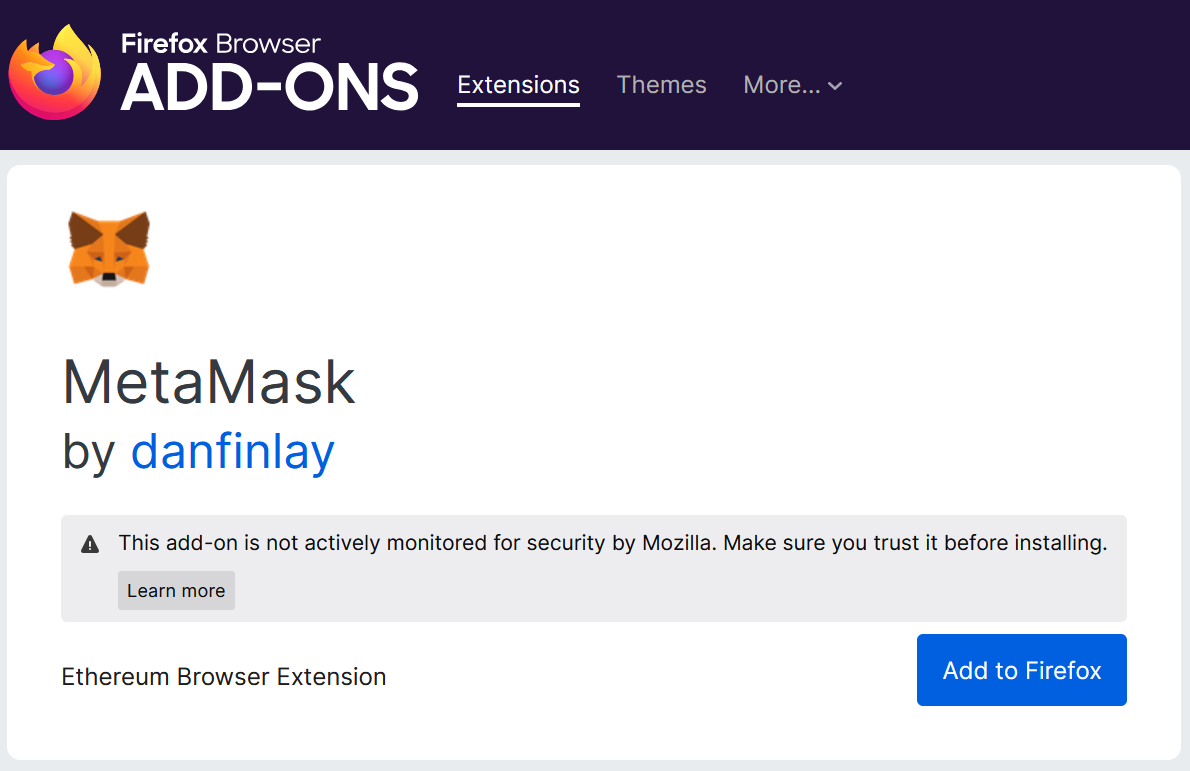 Firefox Browser
ADD-ONS
Extensions
Themes
More...
MetaMask
by danfinlay
This add-on is not actively monitored for security by Mozilla. Make sure you trust it before installing.
Learn more
Ethereum Browser Extension
Add to Firefox